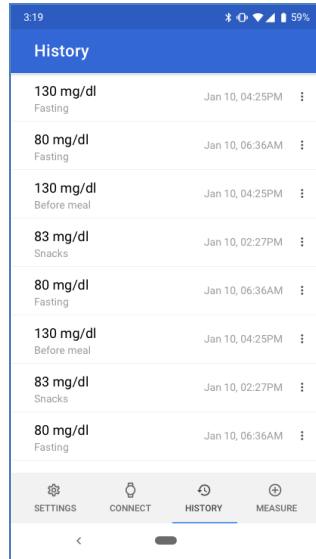 3:19 59%
History
130 mg/dl
Fasting
Jan 10, 04:25PM
80 mg/dl
Fasting
Jan 10, 06:36AM
130 mg/dl
Before meal
Jan 10, 04:25PM
83 mg/dl
Snacks
Jan 10, 02:27PM
80 mg/dl
Fasting
Jan 10, 06:36AM
130 mg/dl
Before meal
Jan 10, 04:25PM
83 mg/dl
Snacks
Jan 10, 02:27PM
80 mg/dl
Fasting
Jan 10, 06:36AM
SETTINGS CONNECT HISTORY MEASURE